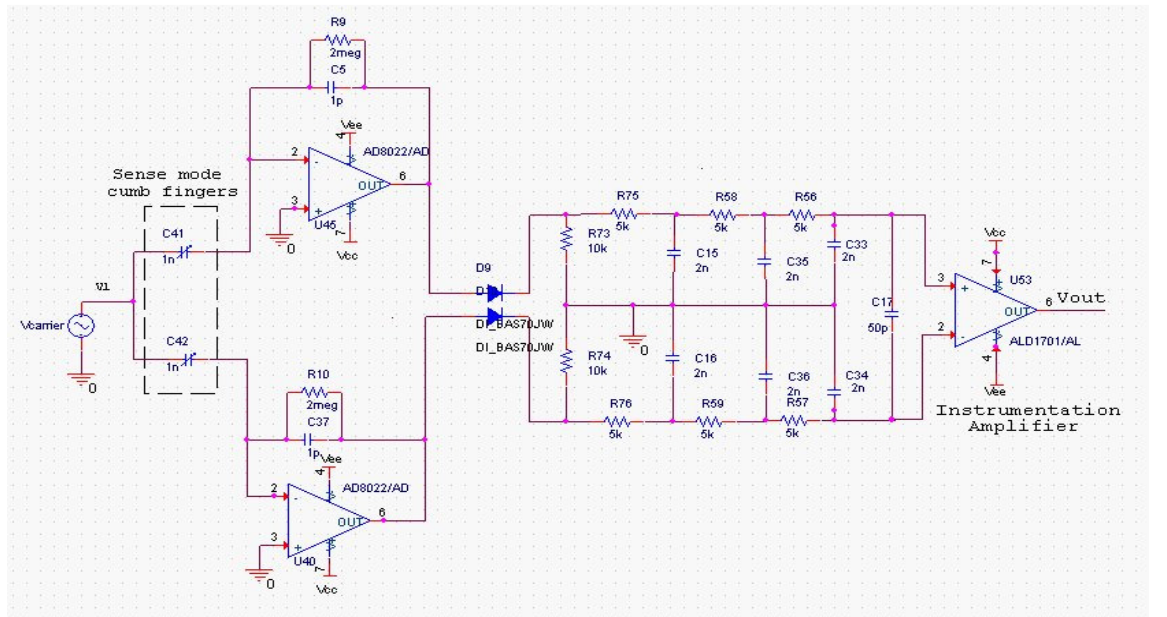 R9
2meg
C5
1p
Vee
4
AD8022/AD
2
-
OUT
6
3
+
U45
7
Vcc
0
Sense mode
cumb fingers
C41
1n
V1
Vcarrier
0
C42
1n
R10
2meg
C37
1p
Vee
4
AD8022/AD
2
-
OUT
6
3
+
U40
7
Vcc
0
D9
DI_BAS70JW
DI_BAS70JW
R75
5k
R58
5k
R56
5k
R73
10k
C15
2n
C35
2n
C33
2n
0
R74
10k
C16
2n
C36
2n
C34
2n
R76
5k
R59
5k
R57
5k
C17
50p
Vcc
7
U53
3
+
OUT
6
Vout
2
-
ALD1701/AL
4
Vee
Instrumentation
Amplifier